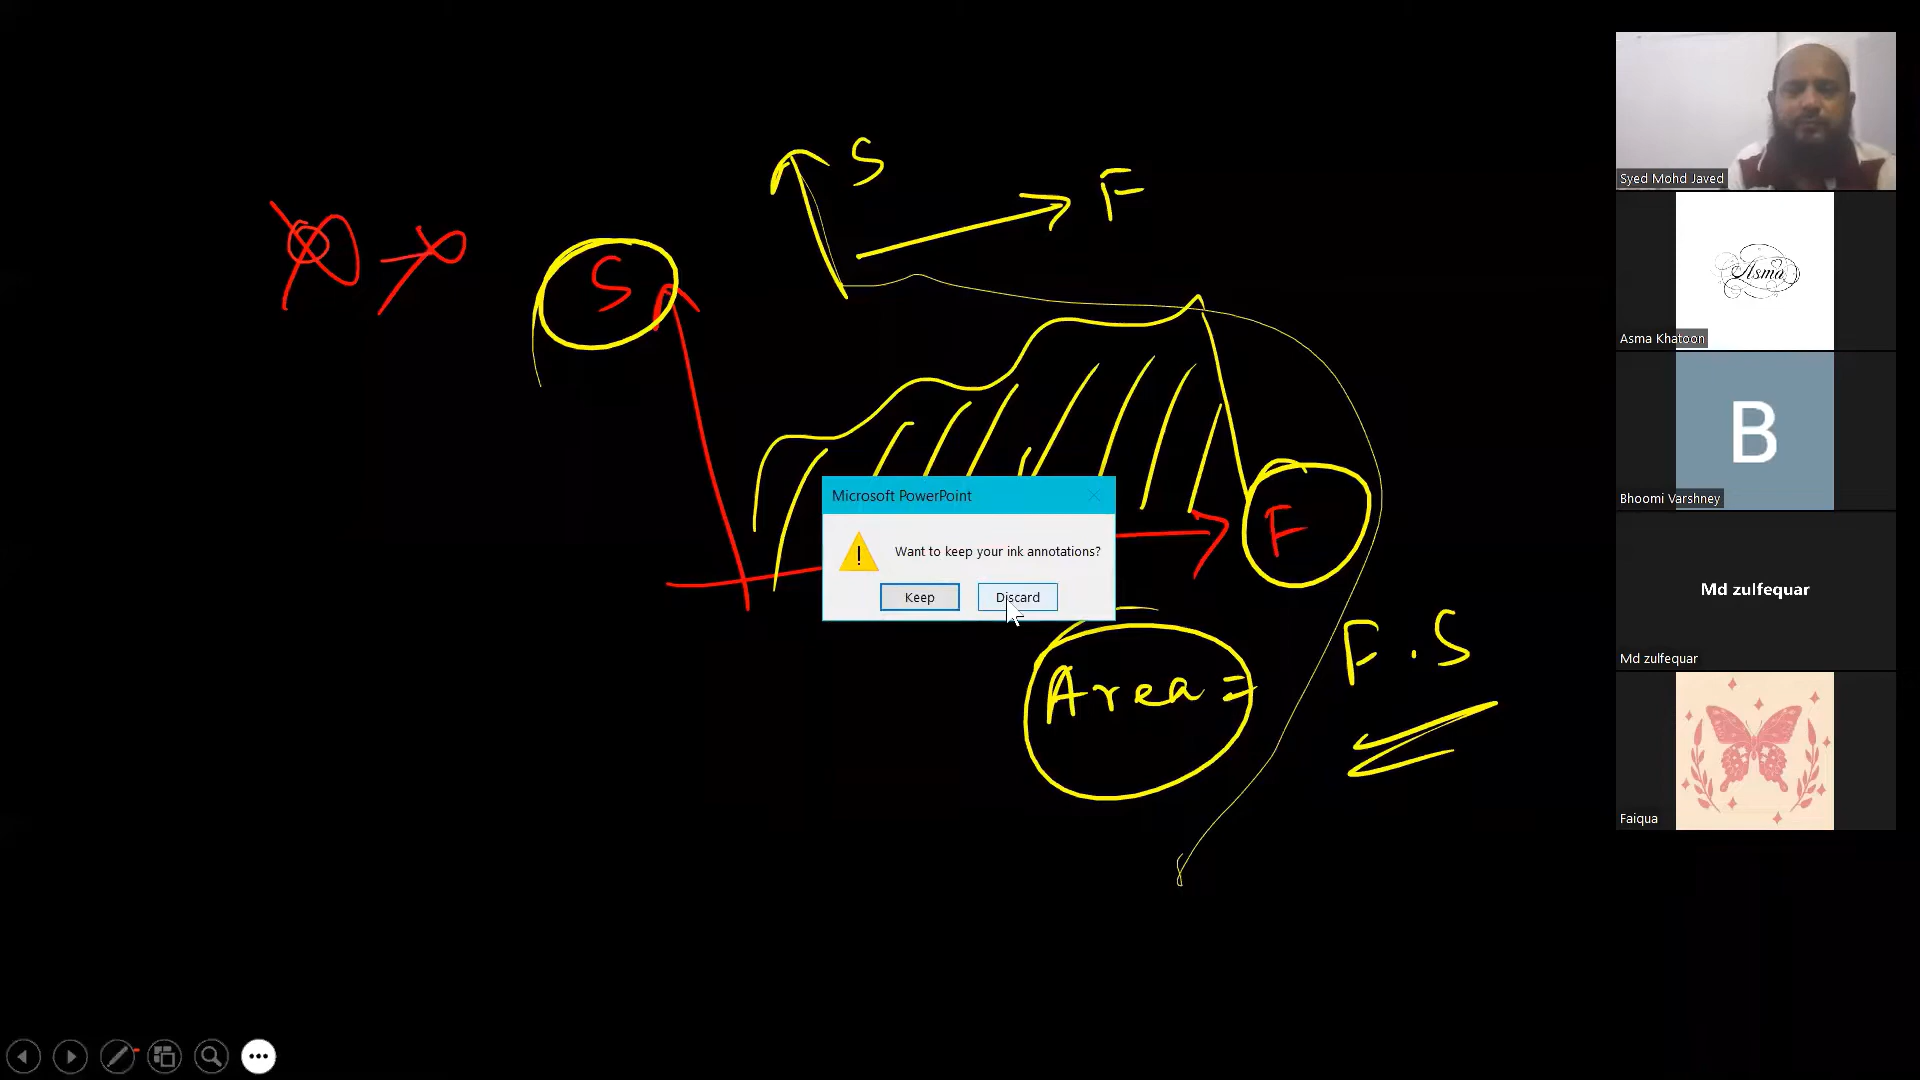 S
F
S
F
Microsoft PowerPoint
Want to keep your ink annotations?
Keep
Discard
Area =
F . S
Syed Mohd Javed
Asma
Asma Khatoon
B
Bhoomi Varshney
Md zulfequar
Md zulfequar
Faiqua